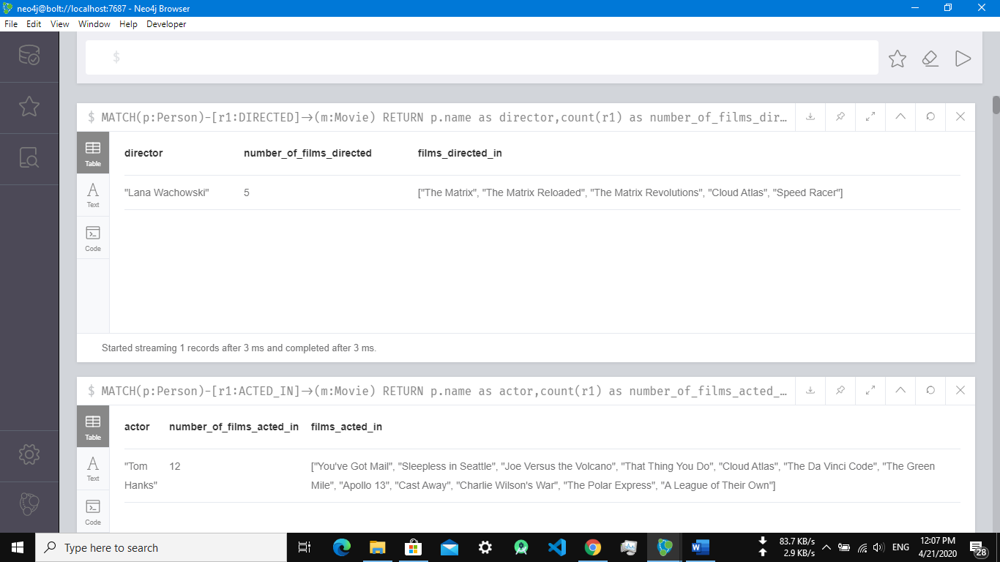 neo4j@bolt://localhost:7687 - Neo4j Browser
File Edit View Window Help Developer
$
$ MATCH(p:Person)-[r1:DIRECTED]→(m:Movie) RETURN p.name as director,count(r1) as number_of_films_dir…
Table
Text
Code
director number_of_films_directed films_directed_in
"Lana Wachowski" 5 ["The Matrix", "The Matrix Reloaded", "The Matrix Revolutions", "Cloud Atlas", "Speed Racer"]
Started streaming 1 records after 3 ms and completed after 3 ms.
$ MATCH(p:Person)-[r1:ACTED_IN]→(m:Movie) RETURN p.name as actor,count(r1) as number_of_films_acted_…
Table
Text
Code
actor number_of_films_acted_in films_acted_in
"Tom 12 ["You've Got Mail", "Sleepless in Seattle", "Joe Versus the Volcano", "That Thing You Do", "Cloud Atlas", "The Da Vinci Code", "The Green
Hanks" Mile", "Apollo 13", "Cast Away", "Charlie Wilson's War", "The Polar Express", "A League of Their Own"]
Type here to search
83.7 KB/s
2.9 KB/s
ENG
12:07 PM
4/21/2020
28